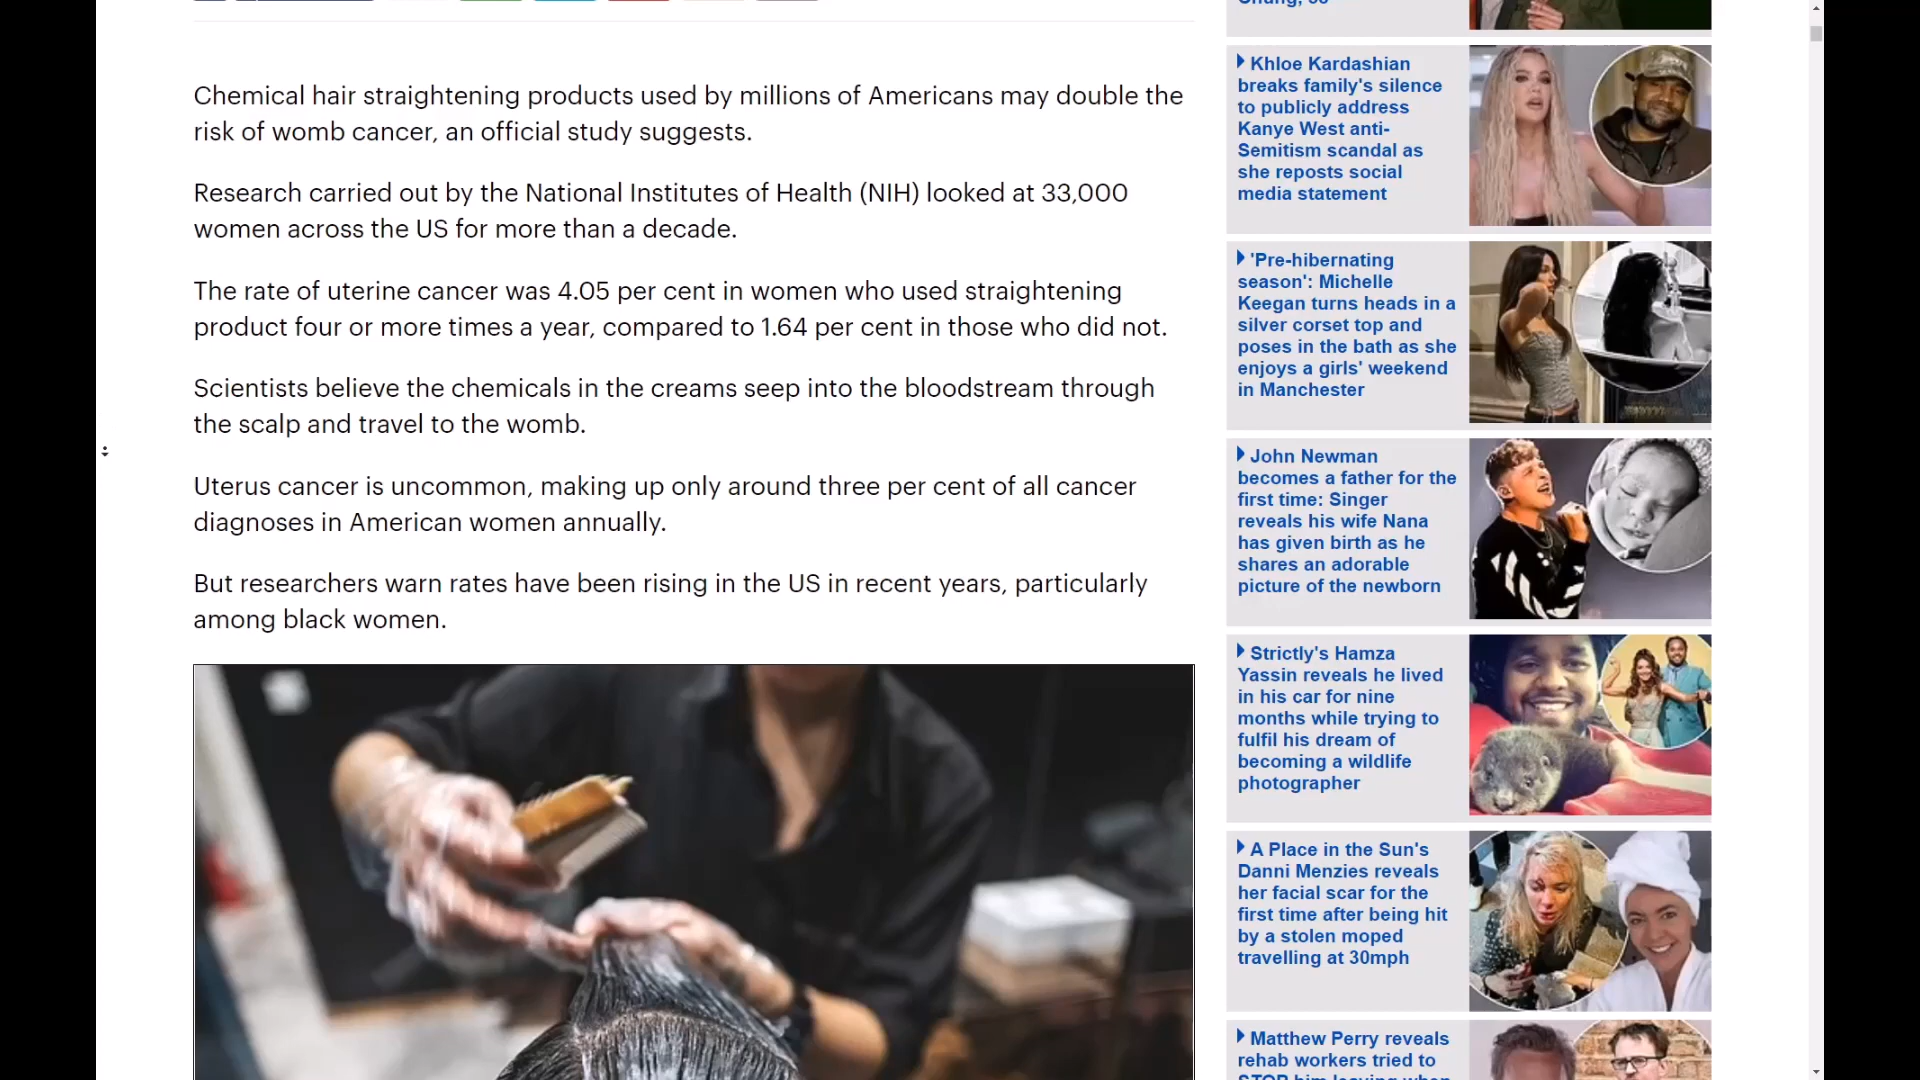 Chemical hair straightening products used by millions of Americans may double the
risk of womb cancer, an official study suggests.
Research carried out by the National Institutes of Health (NIH) looked at 33,000
women across the US for more than a decade.
The rate of uterine cancer was 4.05 per cent in women who used straightening
product four or more times a year, compared to 1.64 per cent in those who did not.
Scientists believe the chemicals in the creams seep into the bloodstream through
the scalp and travel to the womb.
Uterus cancer is uncommon, making up only around three per cent of all cancer
diagnoses in American women annually.
But researchers warn rates have been rising in the US in recent years, particularly
among black women.
Khloe Kardashian
breaks family's silence
to publicly address
Kanye West anti-
Semitism scandal as
she reposts social
media statement
'Pre-hibernating
season': Michelle
Keegan turns heads in a
silver corset top and
poses in the bath as she
enjoys a girls' weekend
in Manchester
John Newman
becomes a father for the
first time: Singer
reveals his wife Nana
has given birth as he
shares an adorable
picture of the newborn
Strictly's Hamza
Yassin reveals he lived
in his car for nine
months while trying to
fulfil his dream of
becoming a wildlife
photographer
A Place in the Sun's
Danni Menzies reveals
her facial scar for the
first time after being hit
by a stolen moped
travelling at 30mph
Matthew Perry reveals
rehab workers tried to